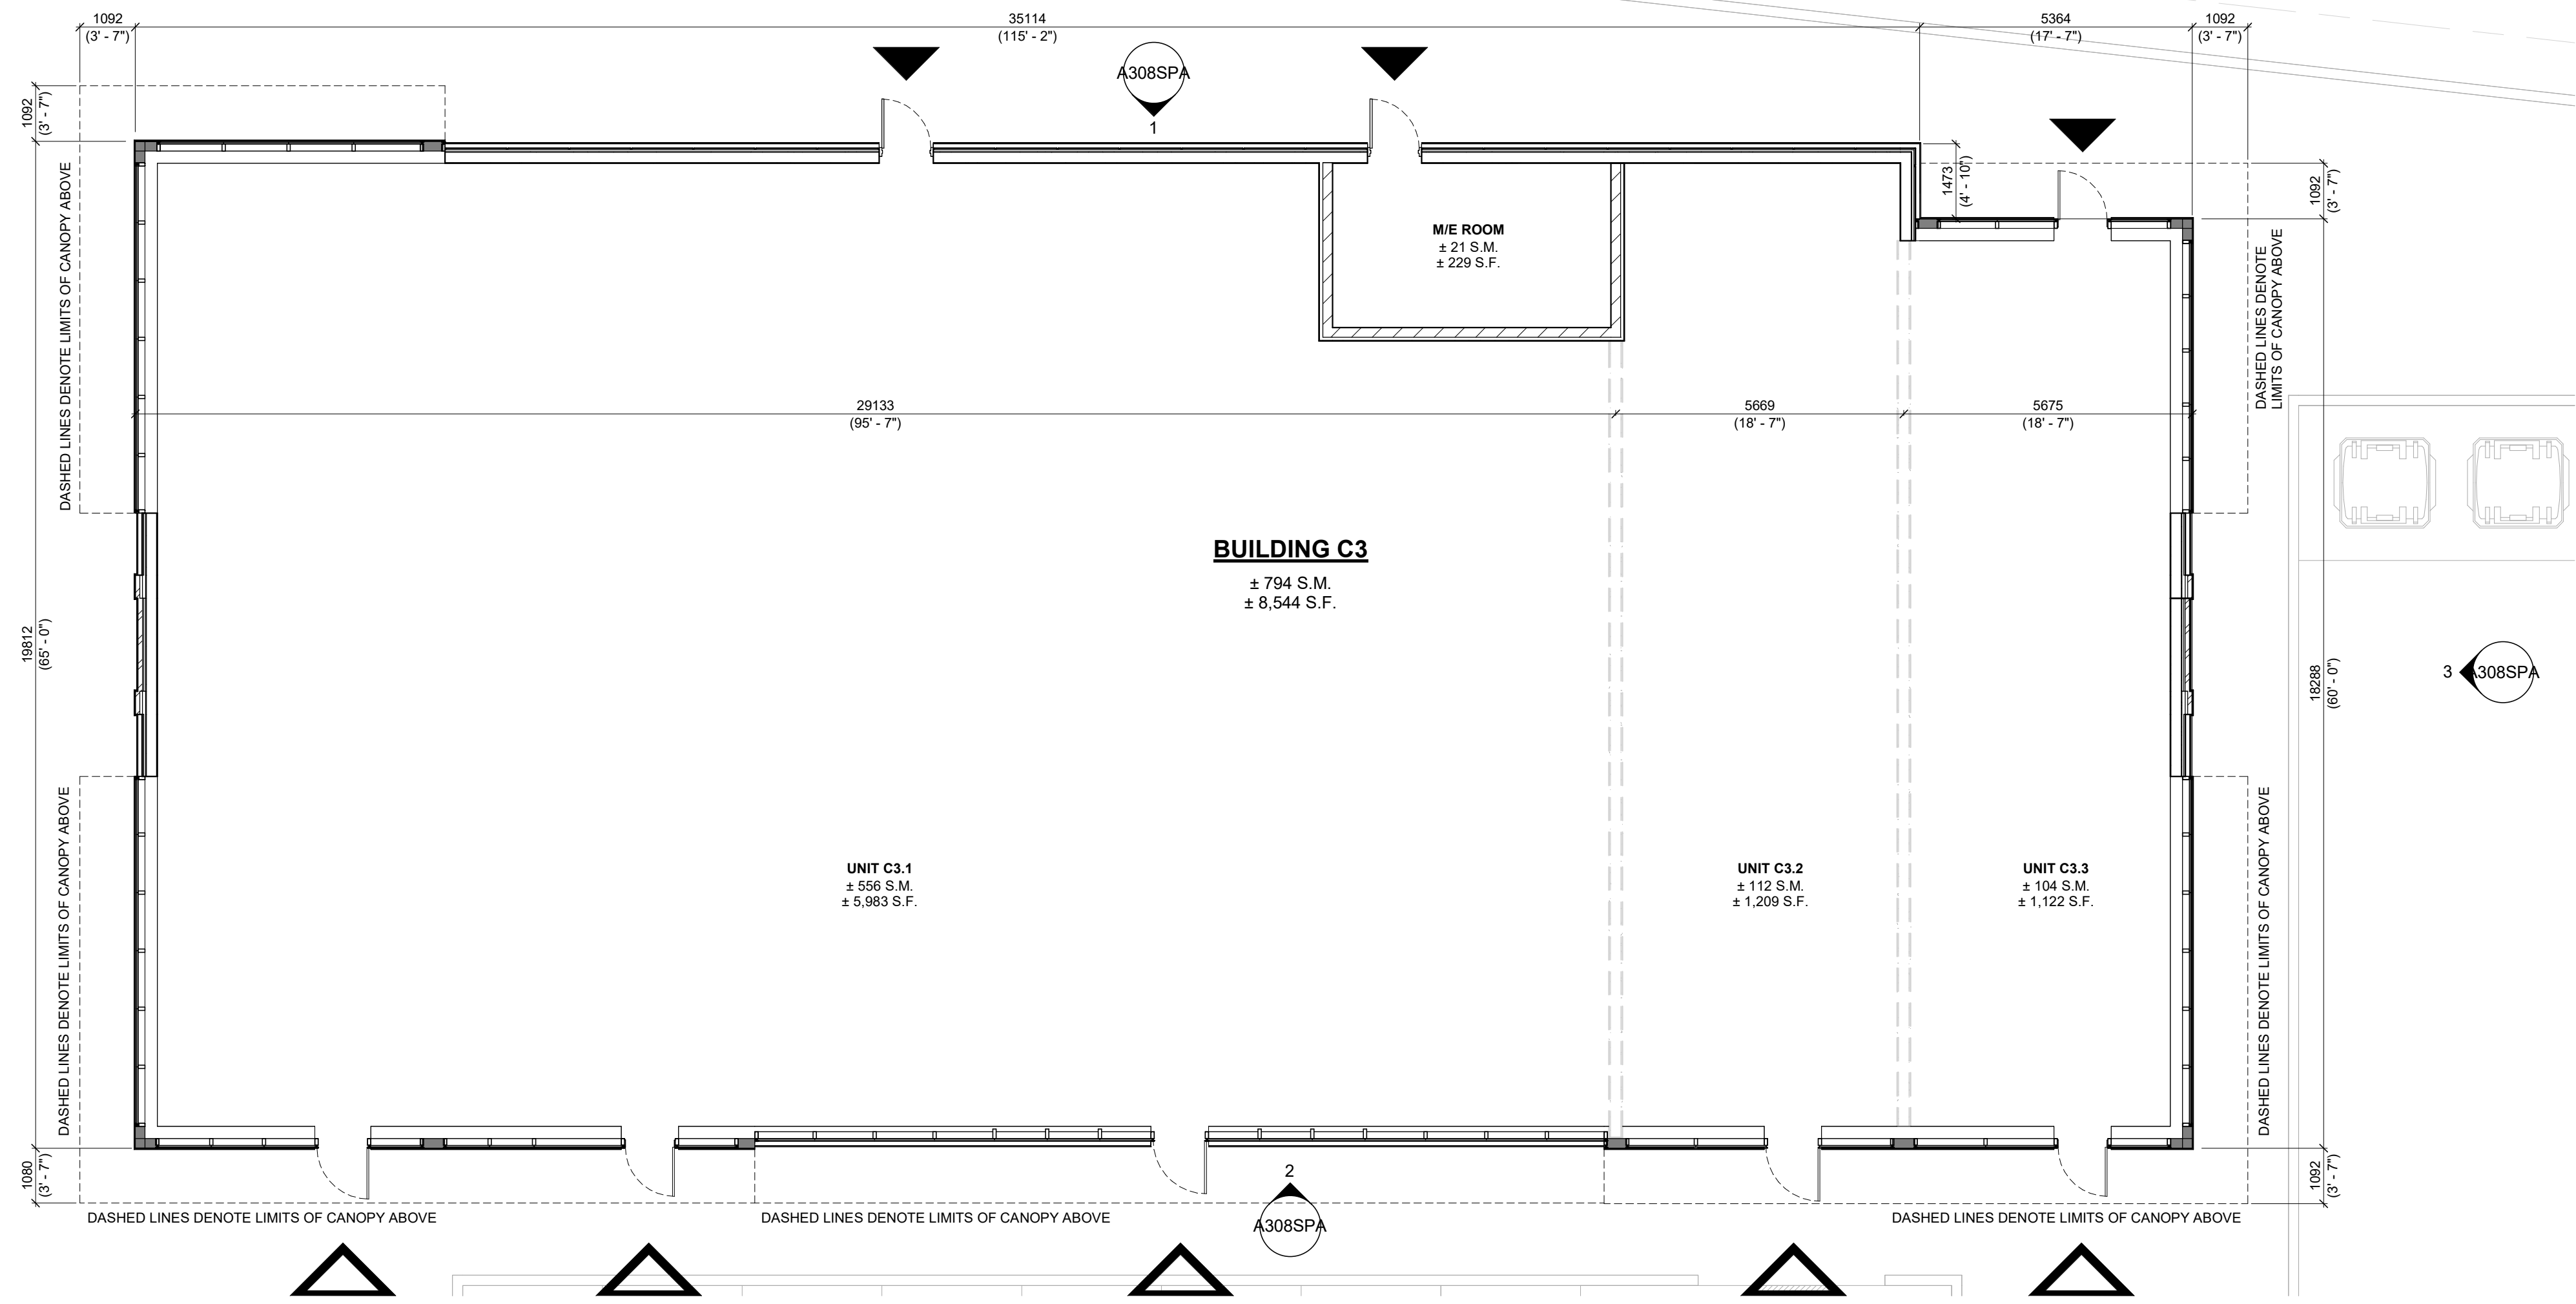 1092
(3' - 7")
35114
(115' - 2")
5364
(17' - 7")
1092
(3' - 7")
A308SPA
1
1092
(3' - 7")
1473
(4' - 10")
1092
(3' - 7")
DASHED LINES DENOTE LIMITS OF CANOPY ABOVE
M/E ROOM
± 21 S.M.
± 229 S.F.
DASHED LINES DENOTE
LIMITS OF CANOPY ABOVE
29133
(95' - 7")
5669
(18' - 7")
5675
(18' - 7")
BUILDING C3
± 794 S.M.
± 8,544 S.F.
19812
(65' - 0")
18288
(60' - 0")
3
A308SPA
DASHED LINES DENOTE LIMITS OF CANOPY ABOVE
UNIT C3.1
± 556 S.M.
± 5,983 S.F.
UNIT C3.2
± 112 S.M.
± 1,209 S.F.
UNIT C3.3
± 104 S.M.
± 1,122 S.F.
DASHED LINES DENOTE LIMITS OF CANOPY ABOVE
1080
(3' - 7")
2
A308SPA
1092
(3' - 7")
DASHED LINES DENOTE LIMITS OF CANOPY ABOVE
DASHED LINES DENOTE LIMITS OF CANOPY ABOVE
DASHED LINES DENOTE LIMITS OF CANOPY ABOVE